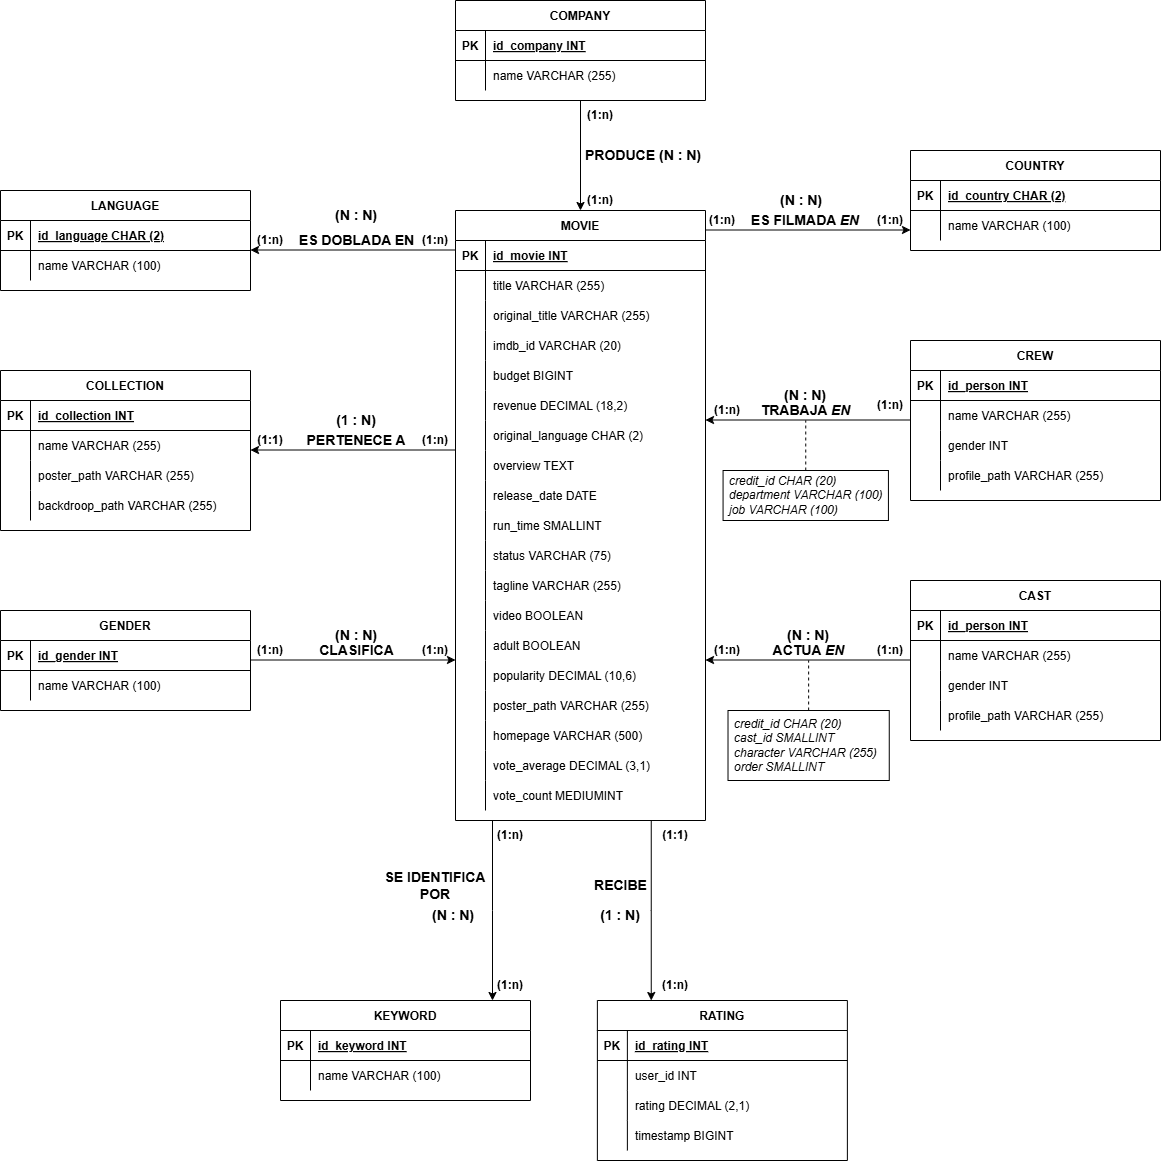 COMPANY
PK id_company INT
name VARCHAR (255)
(1:n)
PRODUCE (N : N)
(1:n)
COUNTRY
PK id_country CHAR (2)
name VARCHAR (100)
(N : N)
(1:n) ES FILMADA EN (1:n)
LANGUAGE
PK id_language CHAR (2)
name VARCHAR (100)
(N : N)
(1:n) ES DOBLADA EN (1:n)
MOVIE
PK id_movie INT
title VARCHAR (255)
original_title VARCHAR (255)
imdb_id VARCHAR (20)
budget BIGINT
revenue DECIMAL (18,2)
original_language CHAR (2)
overview TEXT
release_date DATE
run_time SMALLINT
status VARCHAR (75)
tagline VARCHAR (255)
video BOOLEAN
adult BOOLEAN
popularity DECIMAL (10,6)
poster_path VARCHAR (255)
homepage VARCHAR (500)
vote_average DECIMAL (3,1)
vote_count MEDIUMINT
COLLECTION
PK id_collection INT
name VARCHAR (255)
poster_path VARCHAR (255)
backdroop_path VARCHAR (255)
(1 : N)
(1:1) PERTENECE A (1:n)
CREW
PK id_person INT
name VARCHAR (255)
gender INT
profile_path VARCHAR (255)
(N : N)
(1:n) TRABAJA EN (1:n)
credit_id CHAR (20)
department VARCHAR (100)
job VARCHAR (100)
GENDER
PK id_gender INT
name VARCHAR (100)
(N : N)
(1:n) CLASIFICA (1:n)
CAST
PK id_person INT
name VARCHAR (255)
gender INT
profile_path VARCHAR (255)
(N : N)
(1:n) ACTUA EN (1:n)
credit_id CHAR (20)
cast_id SMALLINT
character VARCHAR (255)
order SMALLINT
(1:n)
SE IDENTIFICA
POR
(N : N)
(1:n)
(1:1)
RECIBE
(1 : N)
(1:n)
KEYWORD
PK id_keyword INT
name VARCHAR (100)
RATING
PK id_rating INT
user_id INT
rating DECIMAL (2,1)
timestamp BIGINT